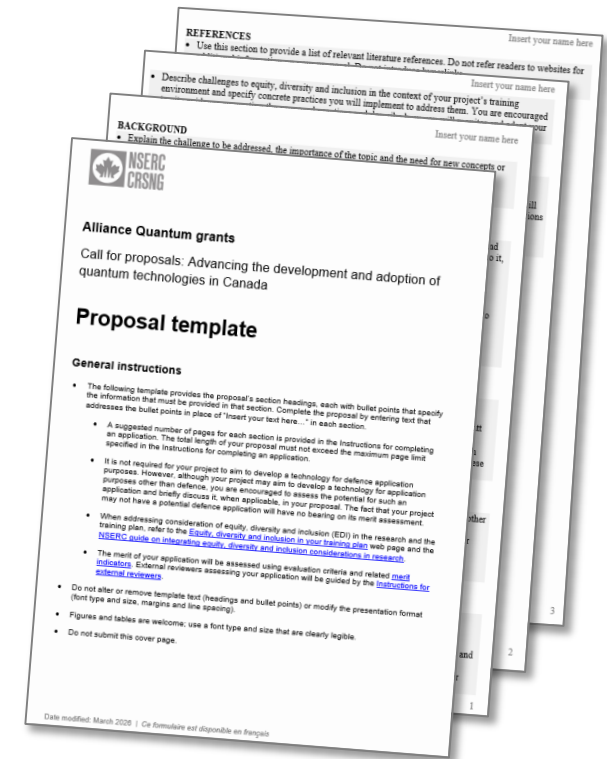 REFERENCES
Insert your name here
• Use this section to provide a list of relevant literature references. Do not refer readers to websites for
Insert your name here
• Describe challenges to equity, diversity and inclusion in the context of your project's training
environment and specify concrete practices you will implement to address them. You are encouraged
Insert your name here
BACKGROUND
• Explain the challenge to be addressed, the importance of the topic and the need for new concepts or
NSERC
CRSNG
Alliance Quantum grants
Call for proposals: Advancing the development and adoption of
quantum technologies in Canada
Proposal template
General instructions
• The following template provides the proposal's section headings, each with bullet points that specify
the information that must be provided in that section. Complete the proposal by entering text that
addresses the bullet points in place of "Insert your text here…" in each section.
• A suggested number of pages for each section is provided in the Instructions for completing
an application. The total length of your proposal must not exceed the maximum page limit
specified in the Instructions for completing an application.
• It is not required for your project to aim to develop a technology for defence application
purposes. However, although your project may aim to develop a technology for application
purposes other than defence, you are encouraged to assess the potential for such an
application and briefly discuss it, when applicable, in your proposal. The fact that your project
may not have a potential defence application will have no bearing on its merit assessment.
• When addressing consideration of equity, diversity and inclusion (EDI) in the research and the
training plan, refer to the Equity, diversity and inclusion in your training plan web page and the
NSERC guide on integrating equity, diversity and inclusion considerations in research.
• The merit of your application will be assessed using evaluation criteria and related merit
indicators. External reviewers assessing your application will be guided by the Instructions for
external reviewers.
• Do not alter or remove template text (headings and bullet points) or modify the presentation format
(font type and size, margins and line spacing).
• Figures and tables are welcome; use a font type and size that are clearly legible.
• Do not submit this cover page.
Date modified: March 2026 | Ce formulaire est disponible en français
1
2
3